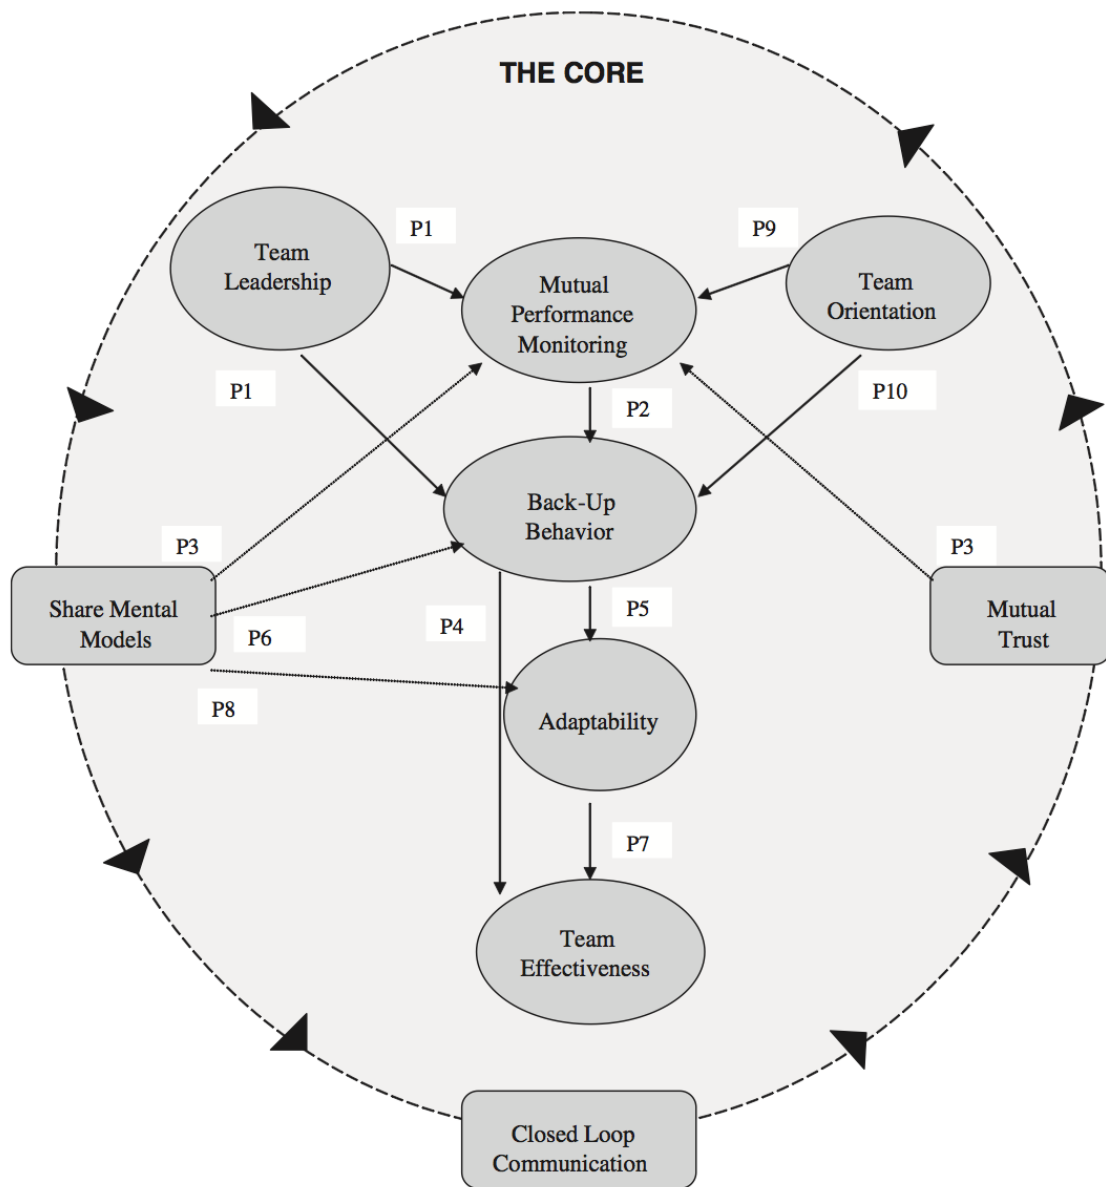 THE CORE
P1
P9
Team
Leadership
Mutual
Performance
Monitoring
Team
Orientation
P1
P2
P10
Back-Up
Behavior
P3
P3
Share Mental
Models
P6
P4
P5
Mutual
Trust
P8
Adaptability
P7
Team
Effectiveness
Closed Loop
Communication